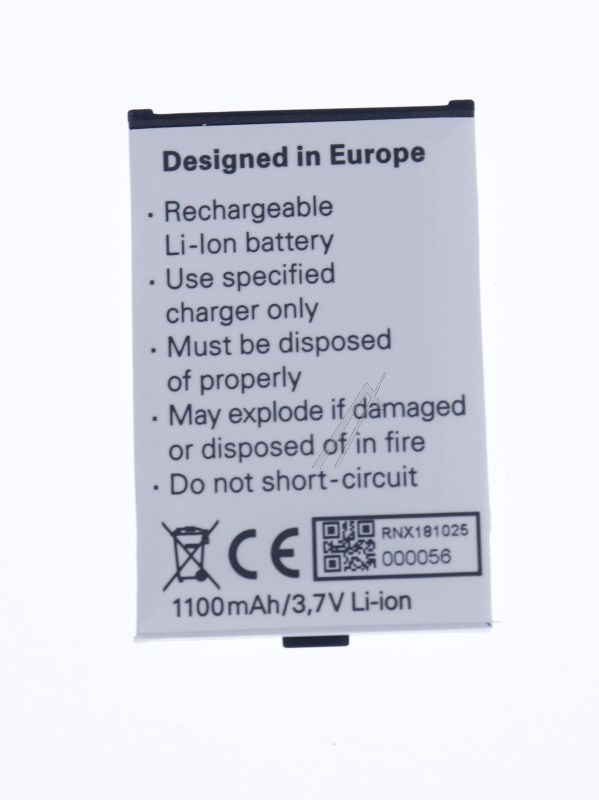 Designed in Europe
· Rechargeable
Li-Ion battery
· Use specified
charger only
· Must be disposed
of properly
· May explode if damaged
or disposed of in fire
· Do not short-circuit
CE
RNX181025
000056
1100mAh/3,7V Li-ion